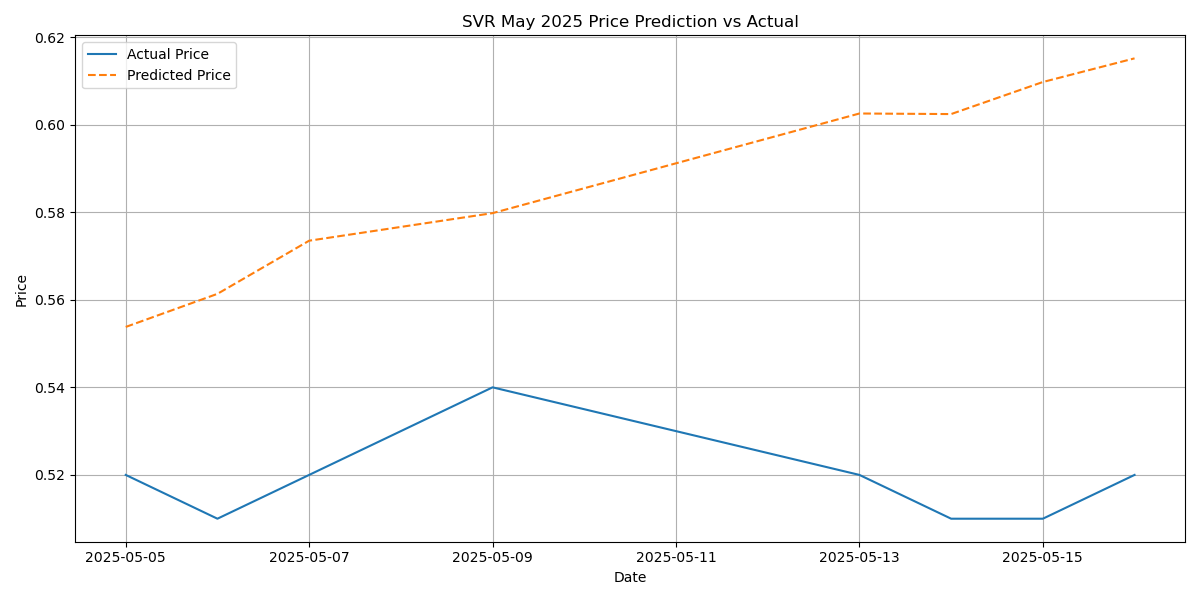 SVR May 2025 Price Prediction vs Actual
Actual Price
Predicted Price
Price
0.62
0.60
0.58
0.56
0.54
0.52
2025-05-05
2025-05-07
2025-05-09
2025-05-11
2025-05-13
2025-05-15
Date